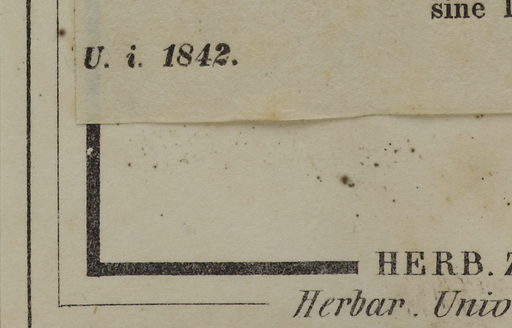 sine
U. i. 1842.
HERB.
Herbar. Univ